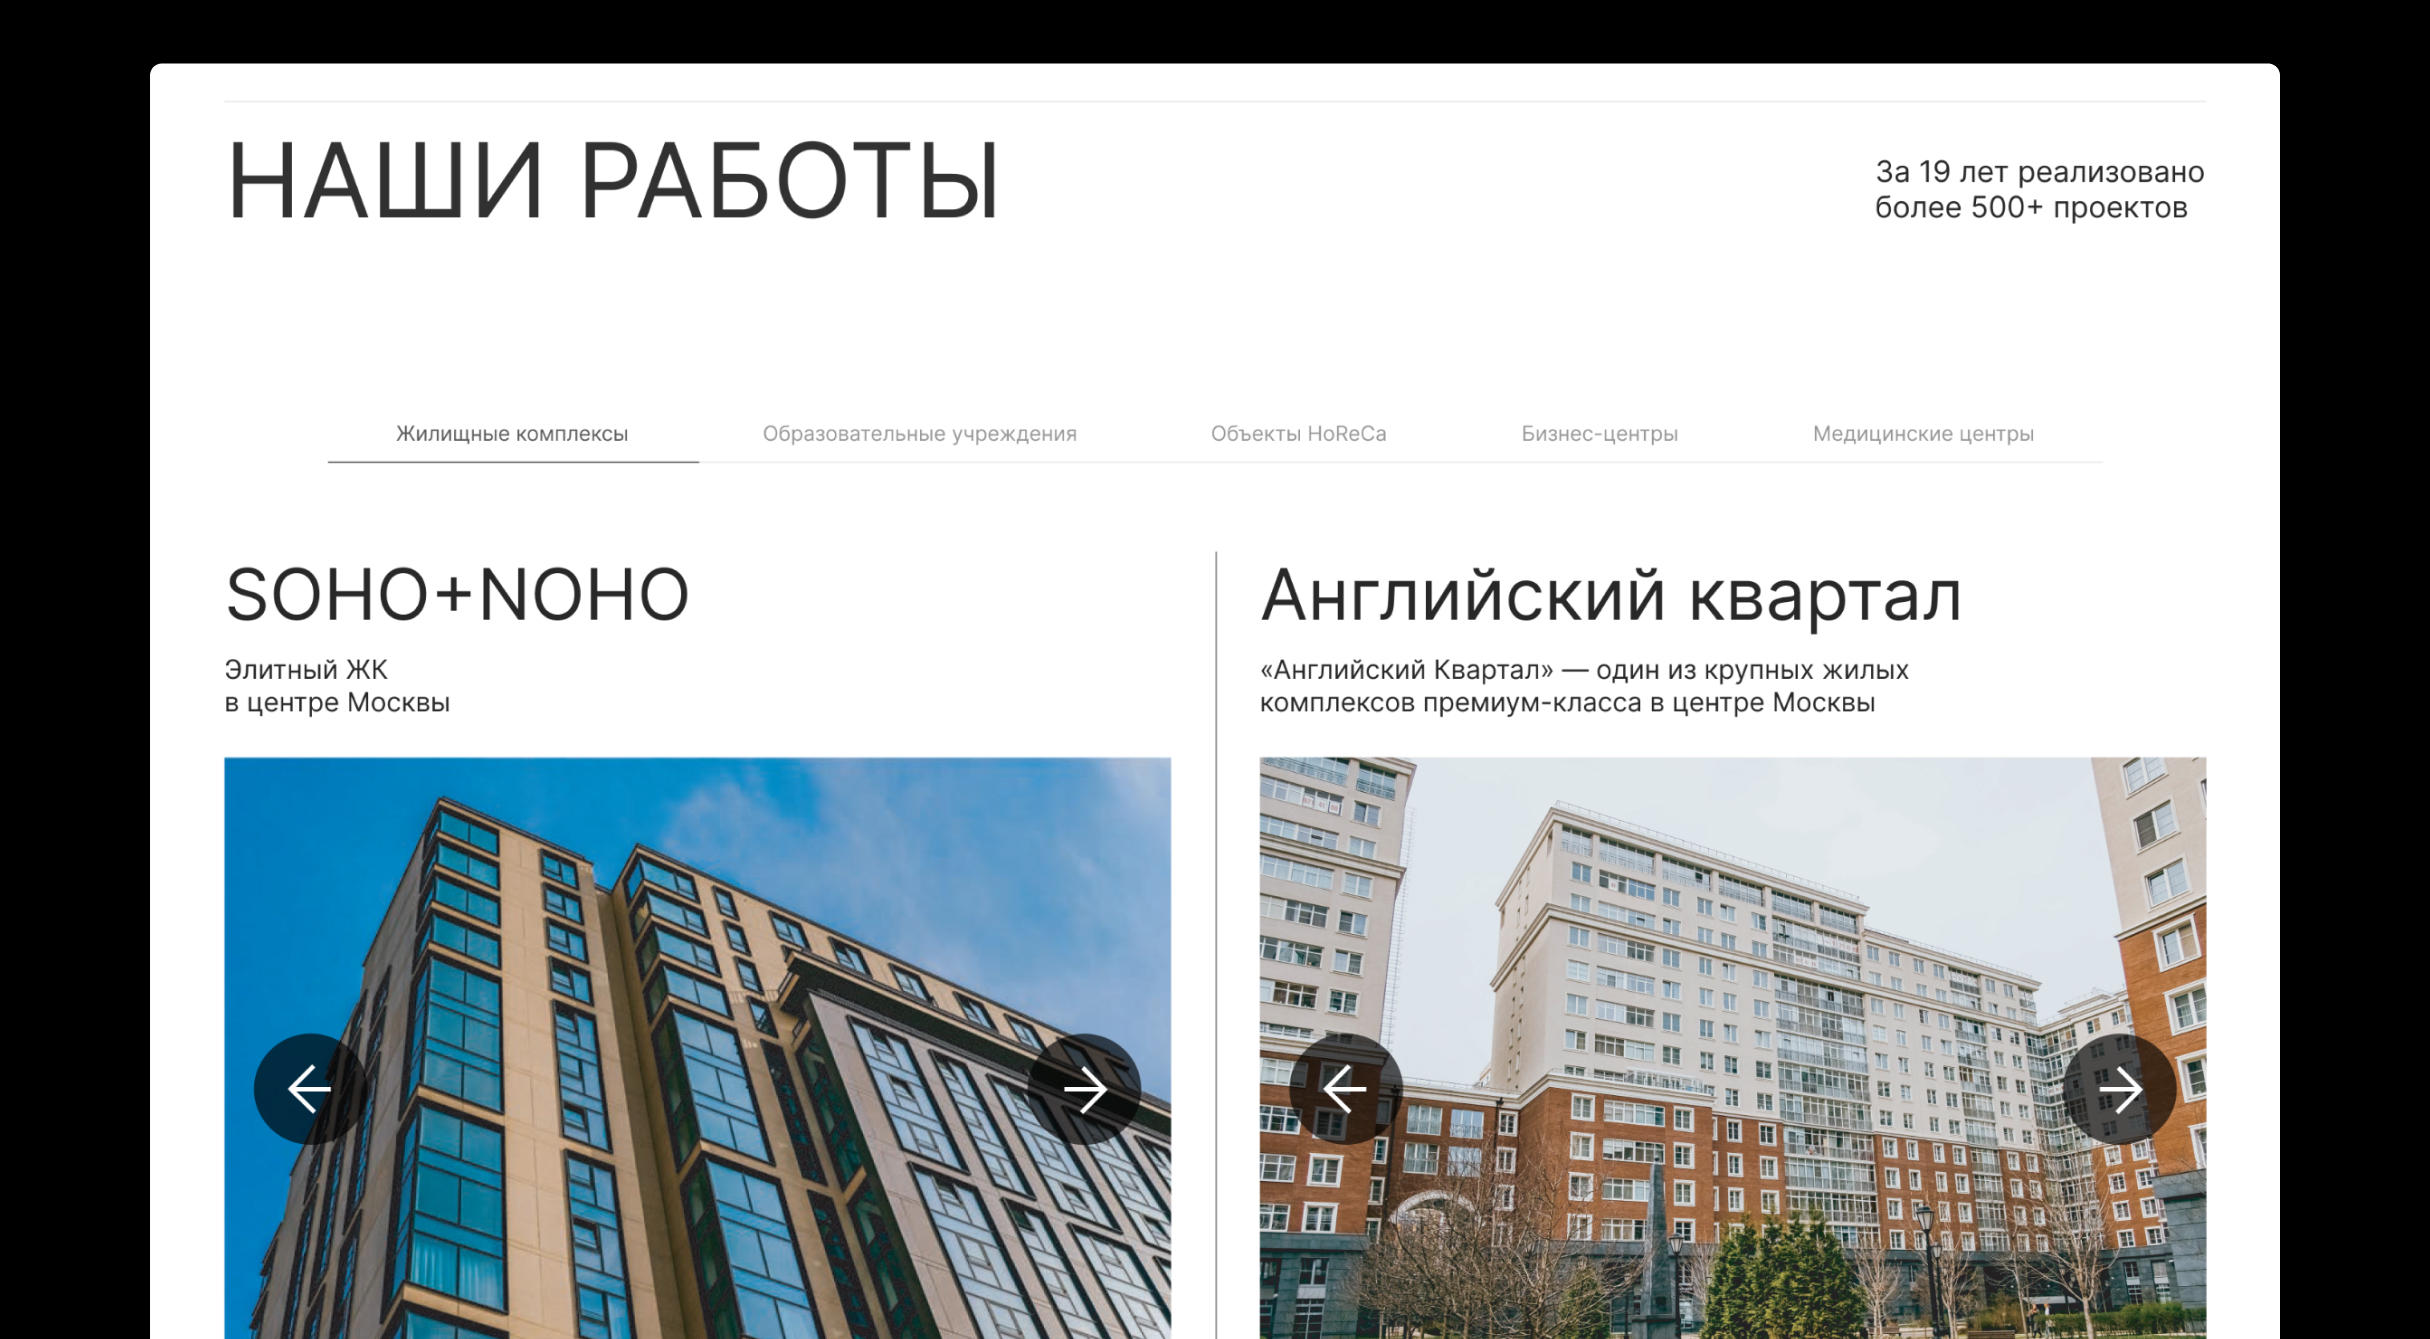 НАШИ РАБОТЫ
За 19 лет реализовано
более 500+ проектов
Жилищные комплексы
Образовательные учреждения
Объекты HoReCa
Бизнес-центры
Медицинские центры
SOHO+NOHO
Элитный ЖК
в центре Москвы
Английский квартал
«Английский Квартал» — один из крупных жилых
комплексов премиум-класса в центре Москвы